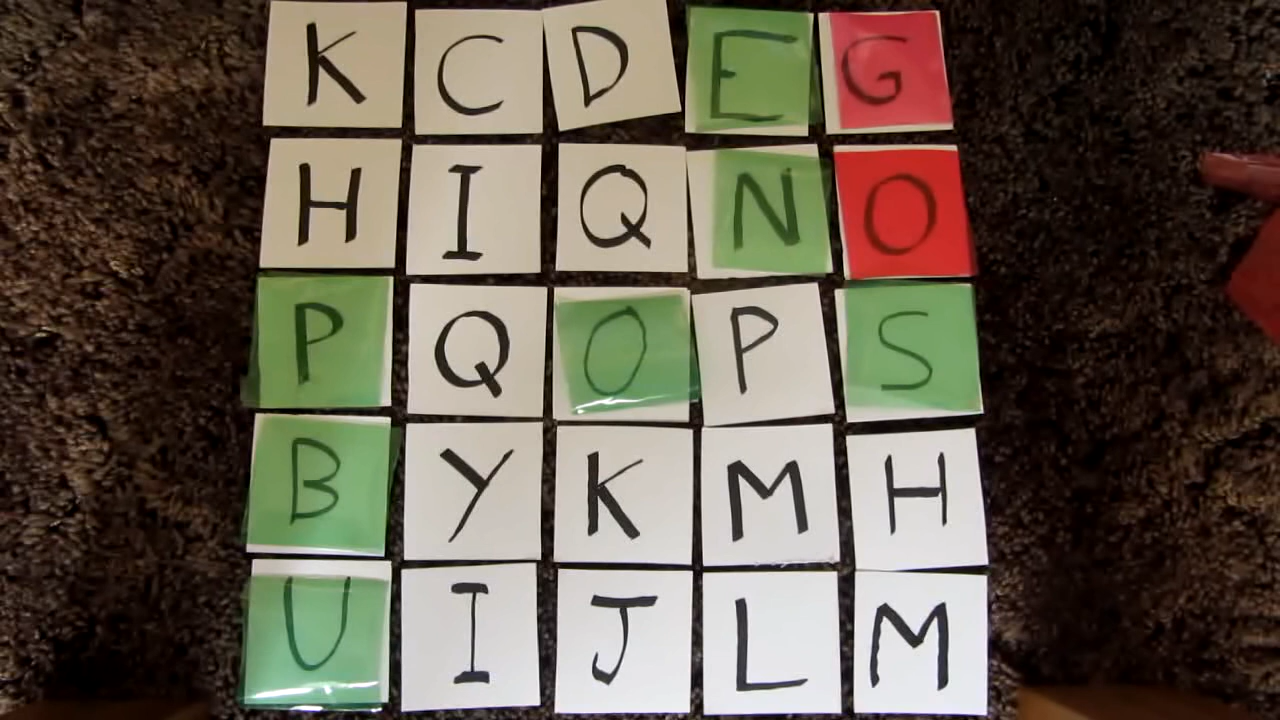 K C D E G
H I Q N O
P Q O P S
B Y K M H
U I J L M